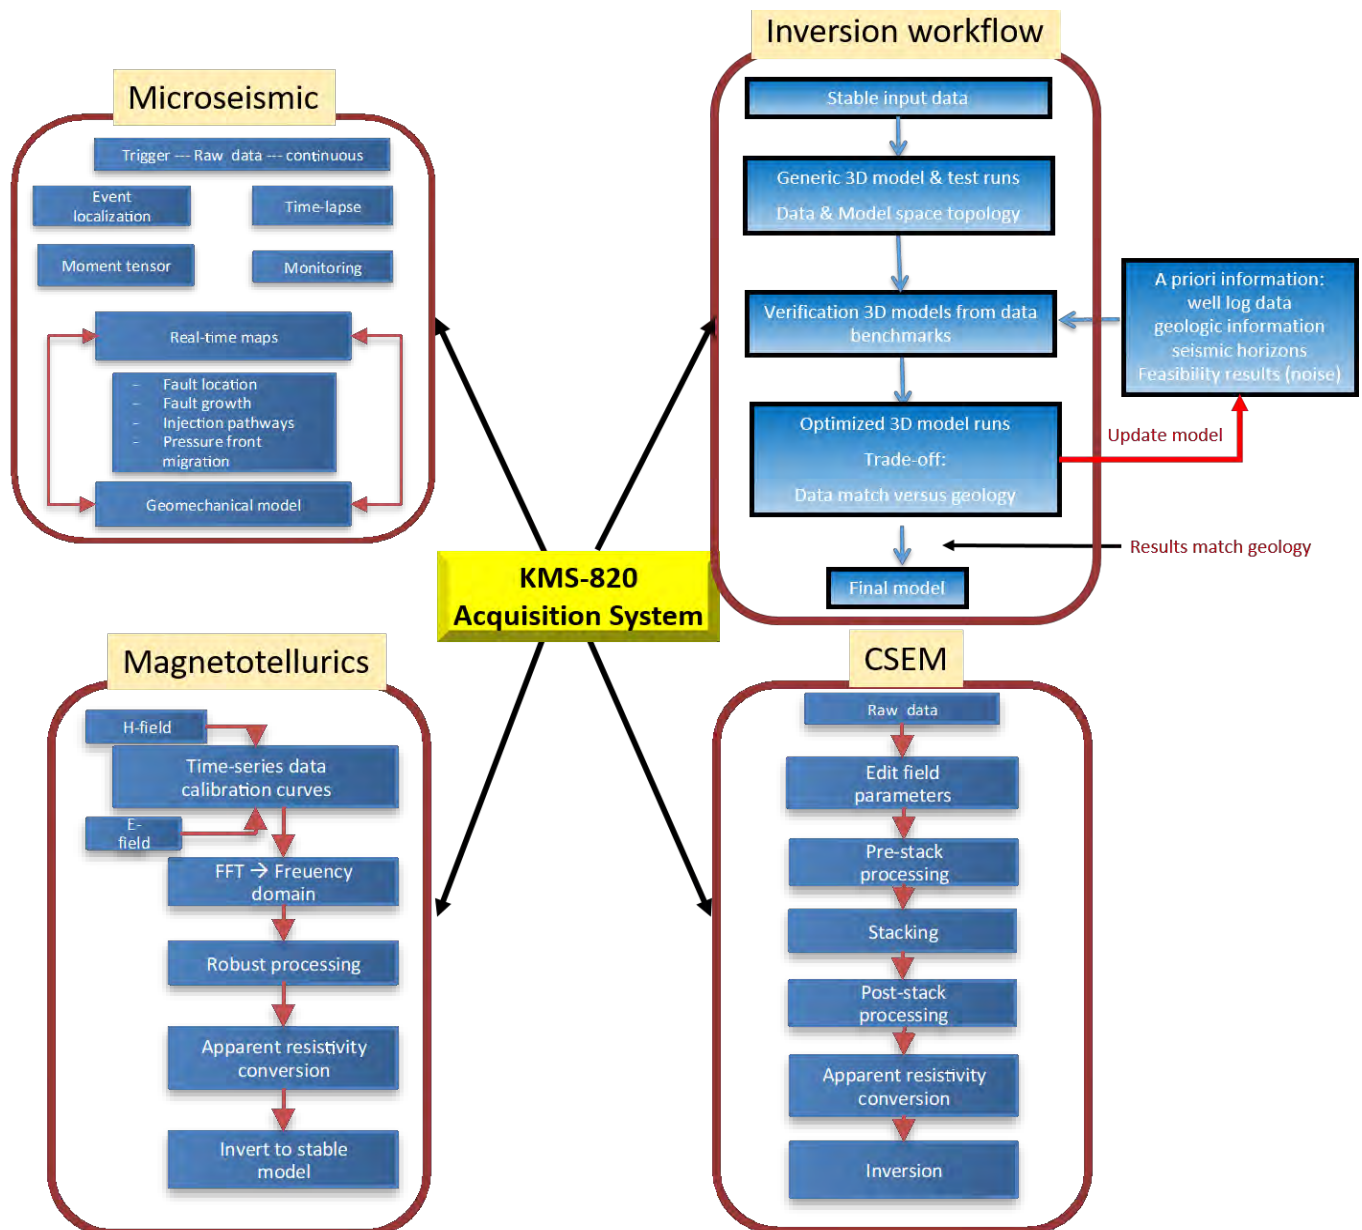 Microseismic
Trigger --- Raw data --- continuous
Event
localization
Time-lapse
Moment tensor
Monitoring
Real-time maps
– Fault location
– Fault growth
– Injection pathways
– Pressure front
migration
Geomechanical model
Inversion workflow
Stable input data
Generic 3D model & test runs
Data & Model space topology
Verification 3D models from data
benchmarks
A priori information:
well log data
geologic information
seismic horizons
Feasibility results (noise)
Optimized 3D model runs
Trade-off:
Data match versus geology
Update model
Results match geology
Final model
KMS-820
Acquisition System
Magnetotellurics
H-field
Time-series data
calibration curves
E-
field
FFT → Freuency
domain
Robust processing
Apparent resistivity
conversion
Invert to stable
model
CSEM
Raw data
Edit field
parameters
Pre-stack
processing
Stacking
Post-stack
processing
Apparent resistivity
conversion
Inversion